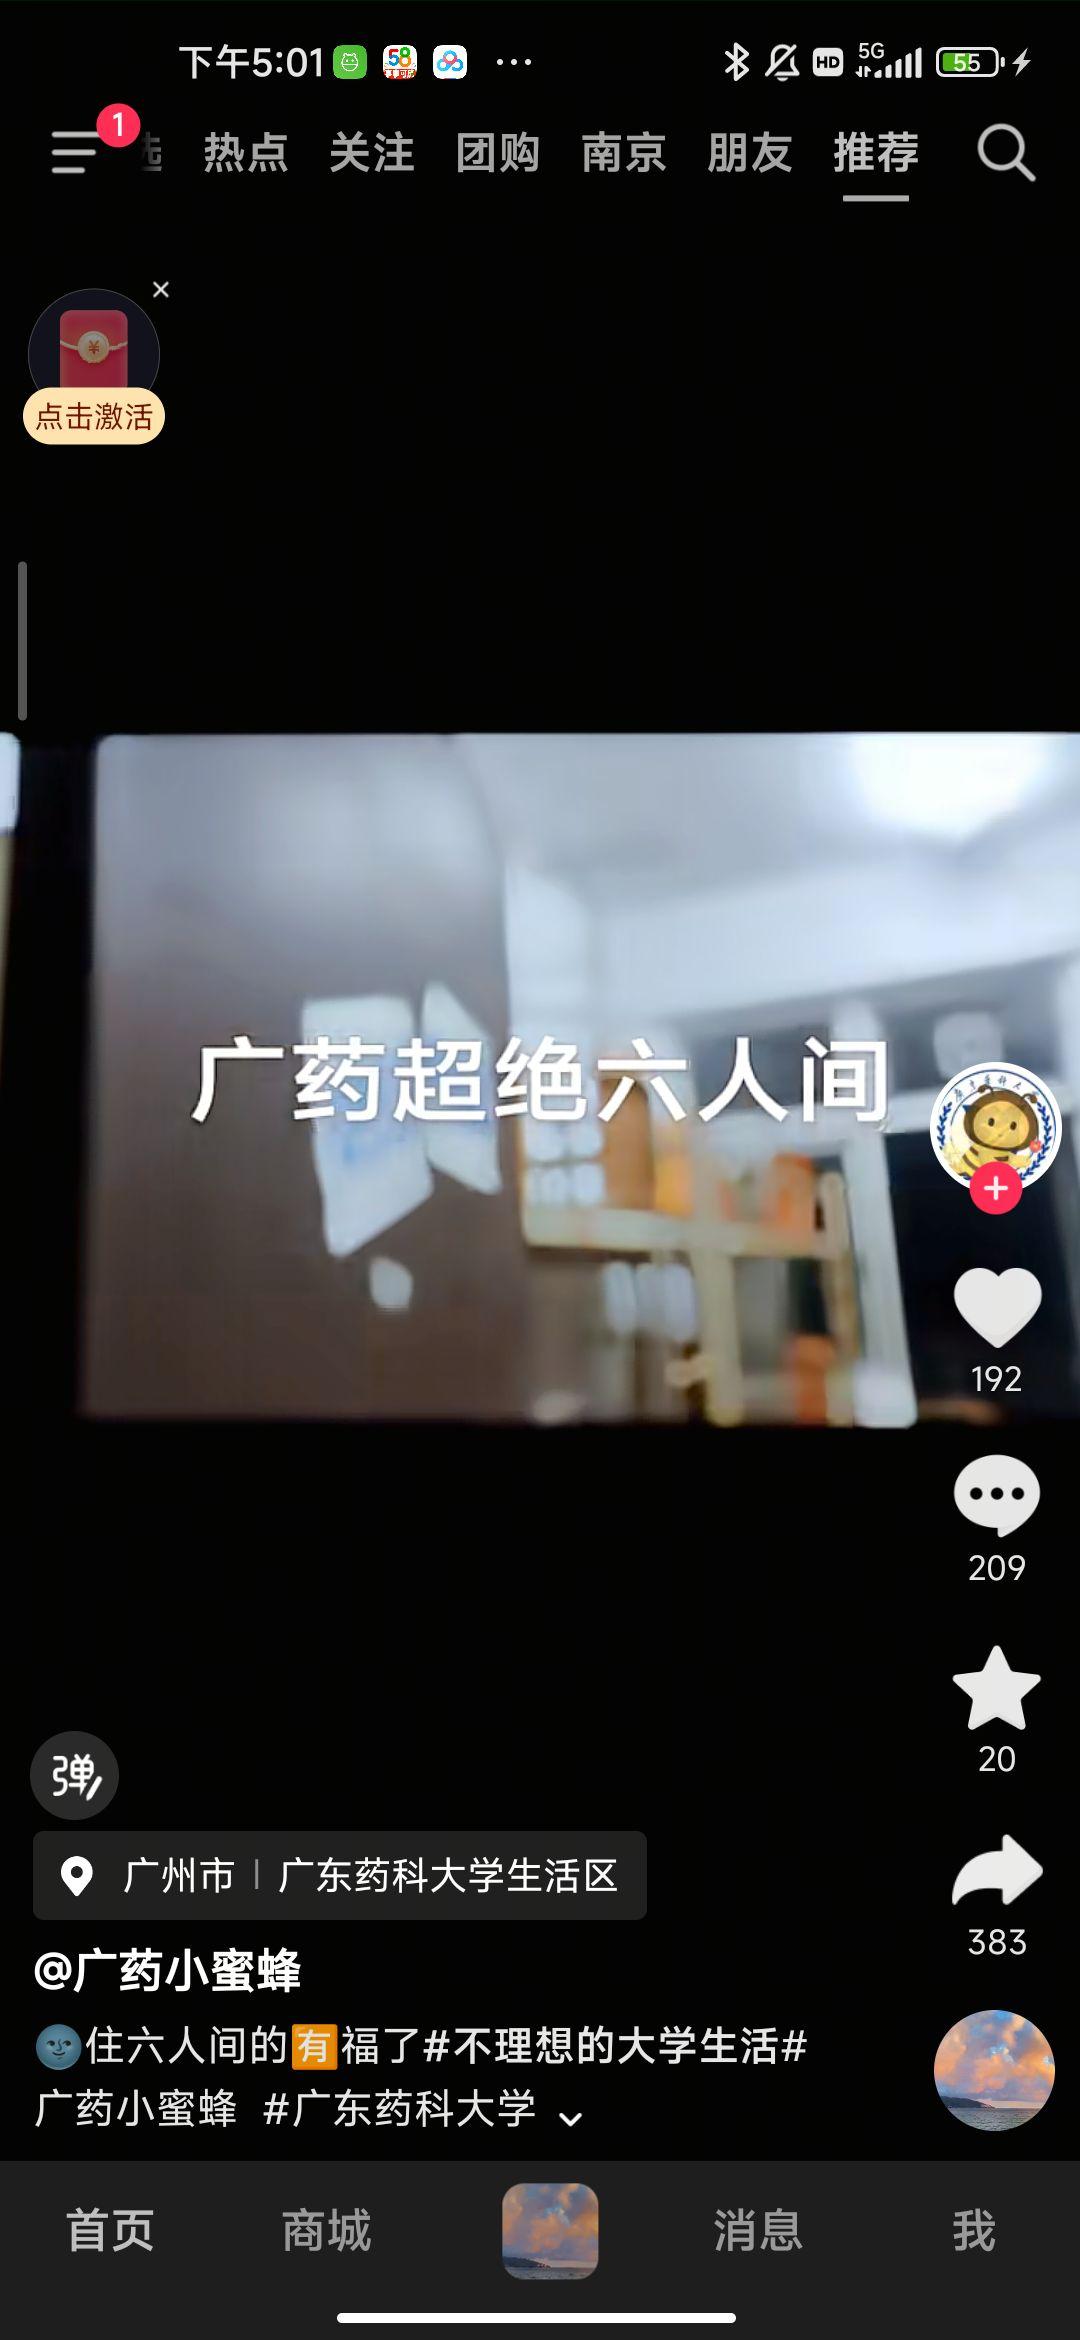 下午5:01
58
HD
5G
55
1
选 热点 关注 团购 南京 朋友 推荐
点击激活
广药超绝六人间
192
209
20
弹
广州市 | 广东药科大学生活区
383
@广药小蜜蜂
🌚住六人间的🈶福了#不理想的大学生活#
广药小蜜蜂 #广东药科大学
首页 商城 消息 我